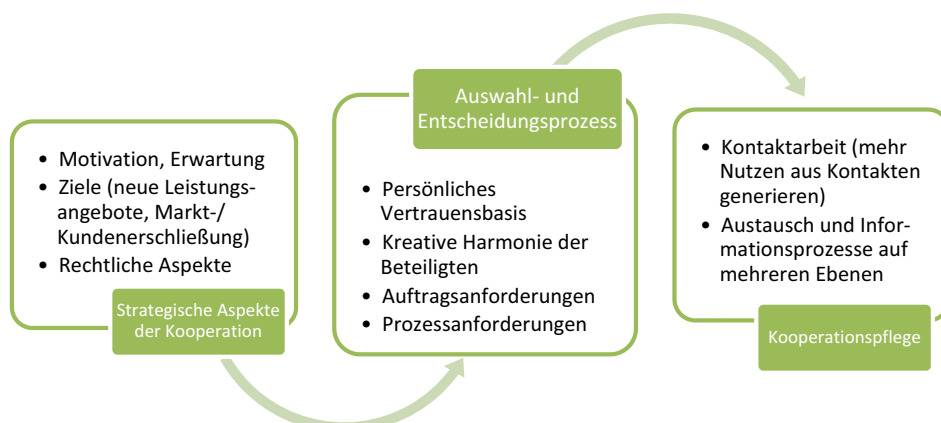 • Motivation, Erwartung
• Ziele (neue Leistungs-
angebote, Markt-/
Kundenerschließung)
• Rechtliche Aspekte
Strategische Aspekte
der Kooperation
Auswahl- und
Entscheidungsprozess
• Persönliches
Vertrauensbasis
• Kreative Harmonie der
Beteiligten
• Auftragsanforderungen
• Prozessanforderungen
• Kontaktarbeit (mehr
Nutzen aus Kontakten
generieren)
• Austausch und Infor-
mationsprozesse auf
mehreren Ebenen
Kooperationspflege